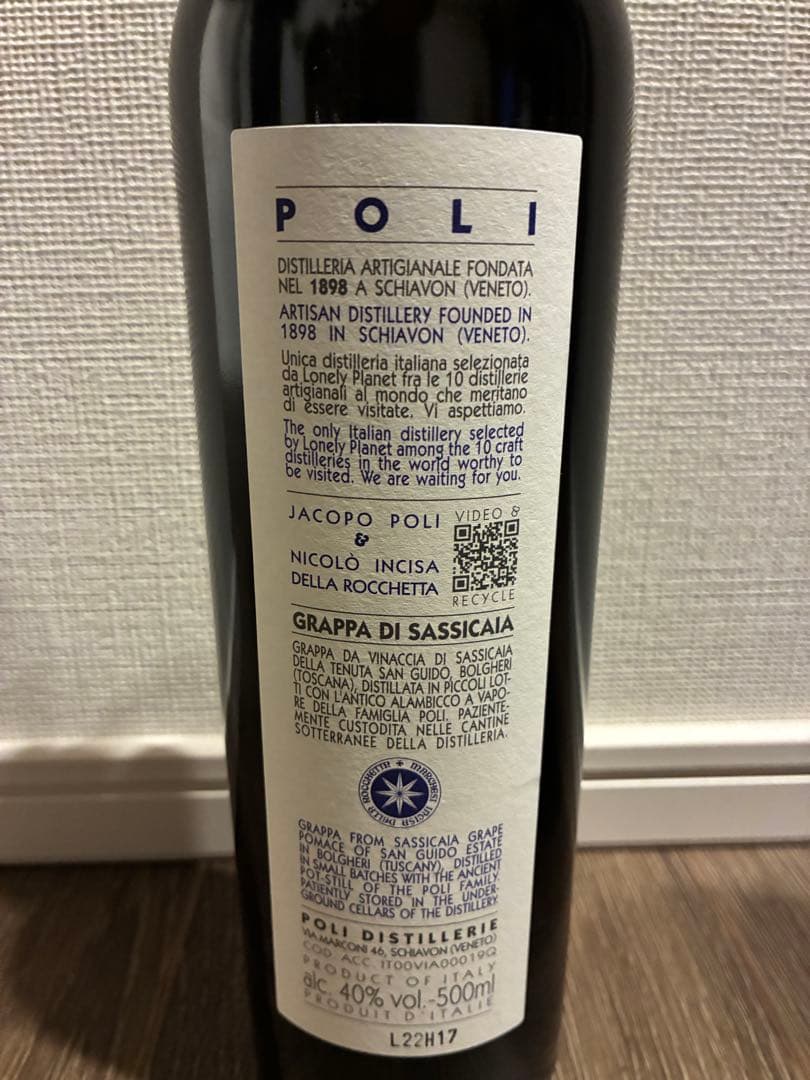 POLI
DISTILLERIA ARTIGIANALE FONDATA
NEL 1898 A SCHIAVON (VENETO).
ARTISAN DISTILLERY FOUNDED IN
1898 IN SCHIAVON (VENETO).
Unica distilleria italiana selezionata
da Lonely Planet fra le 10 distillerie
artigianali al mondo che meritano
di essere visitate. Vi aspettiamo.
The only Italian distillery selected
by Lonely Planet among the 10 craft
distilleries in the world worthy to
be visited. We are waiting for you.
JACOPO POLI
&
NICOLÒ INCISA
DELLA ROCCHETTA
VIDEO &
RECYCLE
GRAPPA DI SASSICAIA
GRAPPA DA VINACCIA DI SASSICAIA
DELLA TENUTA SAN GUIDO, BOLGHERI
(TOSCANA), DISTILLATA IN PICCOLI LOT-
TI CON L'ANTICO ALAMBICCO A VAPO-
RE DELLA FAMIGLIA POLI. PAZIENTE-
MENTE CUSTODITA NELLE CANTINE
SOTTERRANEE DELLA DISTILLERIA.
MARCHESI INCISA DELLA ROCCHETTA
GRAPPA FROM SASSICAIA GRAPE
POMACE OF SAN GUIDO ESTATE
IN BOLGHERI (TUSCANY), DISTILLED
IN SMALL BATCHES WITH THE ANCIENT
POT-STILL OF THE POLI FAMILY.
PATIENTLY STORED IN THE UNDER-
GROUND CELLARS OF THE DISTILLERY.
POLI DISTILLERIE
VIA MARCONI 46, SCHIAVON (VENETO)
COD. ACC. IT00VIA00019Q
PRODUCT OF ITALY
alc. 40% vol.-500ml
PRODUIT D'ITALIE
L22H17